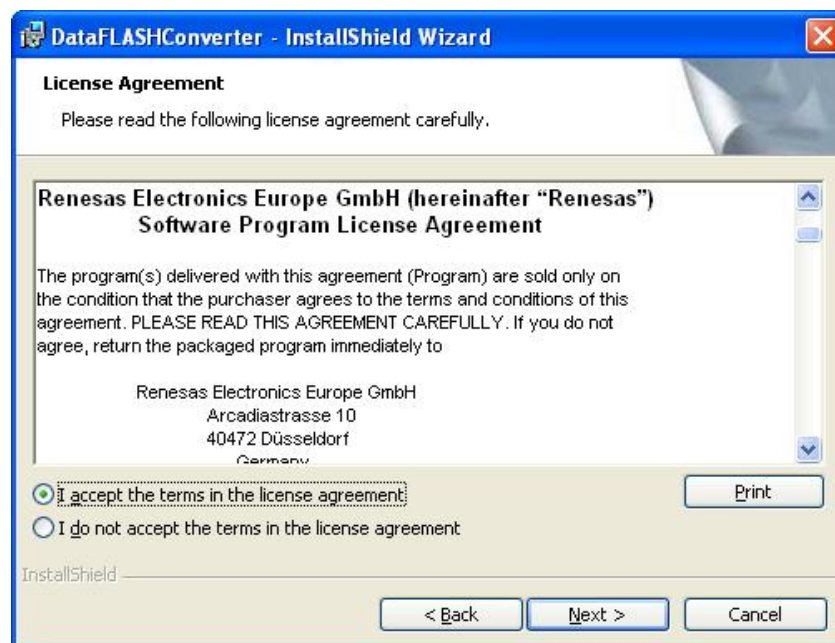 DataFLASHConverter - InstallShield Wizard
License Agreement
Please read the following license agreement carefully.
Renesas Electronics Europe GmbH (hereinafter “Renesas”)
Software Program License Agreement
The program(s) delivered with this agreement (Program) are sold only on
the condition that the purchaser agrees to the terms and conditions of this
agreement. PLEASE READ THIS AGREEMENT CAREFULLY. If you do not
agree, return the packaged program immediately to
Renesas Electronics Europe GmbH
Arcadiastrasse 10
40472 Düsseldorf
Germany
I accept the terms in the license agreement
Print
I do not accept the terms in the license agreement
InstallShield
< Back
Next >
Cancel